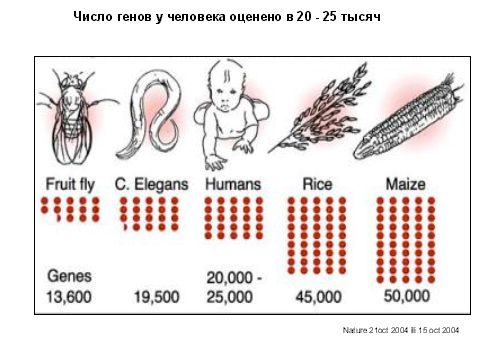 Число генов у человека оценено в 20 - 25 тысяч
Fruit fly C. Elegans Humans Rice Maize
Genes 20,000 -
13,600 19,500 25,000 45,000 50,000
Nature 21oct 2004 ili 15 oct 2004